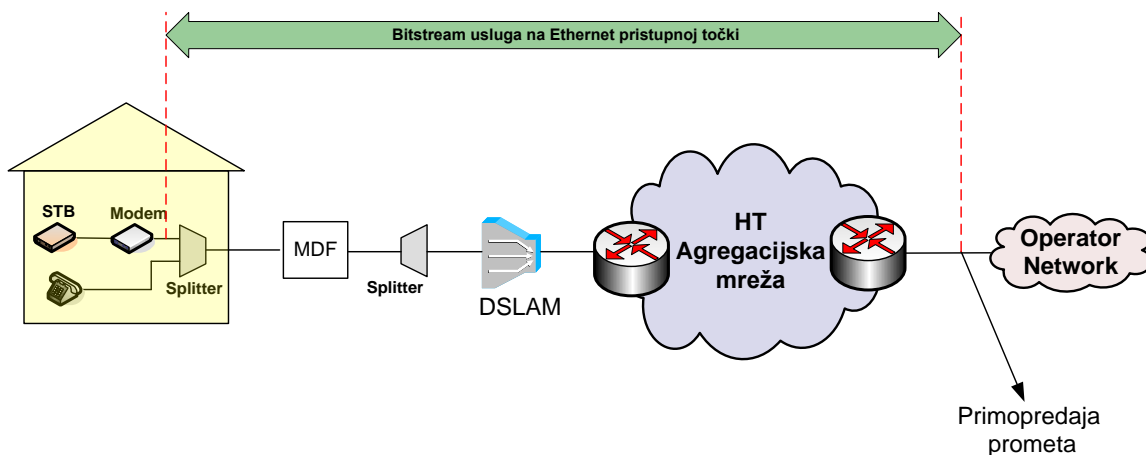 Bitstream usluga na Ethernet pristupnoj točki
STB
Modem
Splitter
MDF
Splitter
DSLAM
HT
Agregacijska
mreža
Operator
Network
Primopredaja
prometa